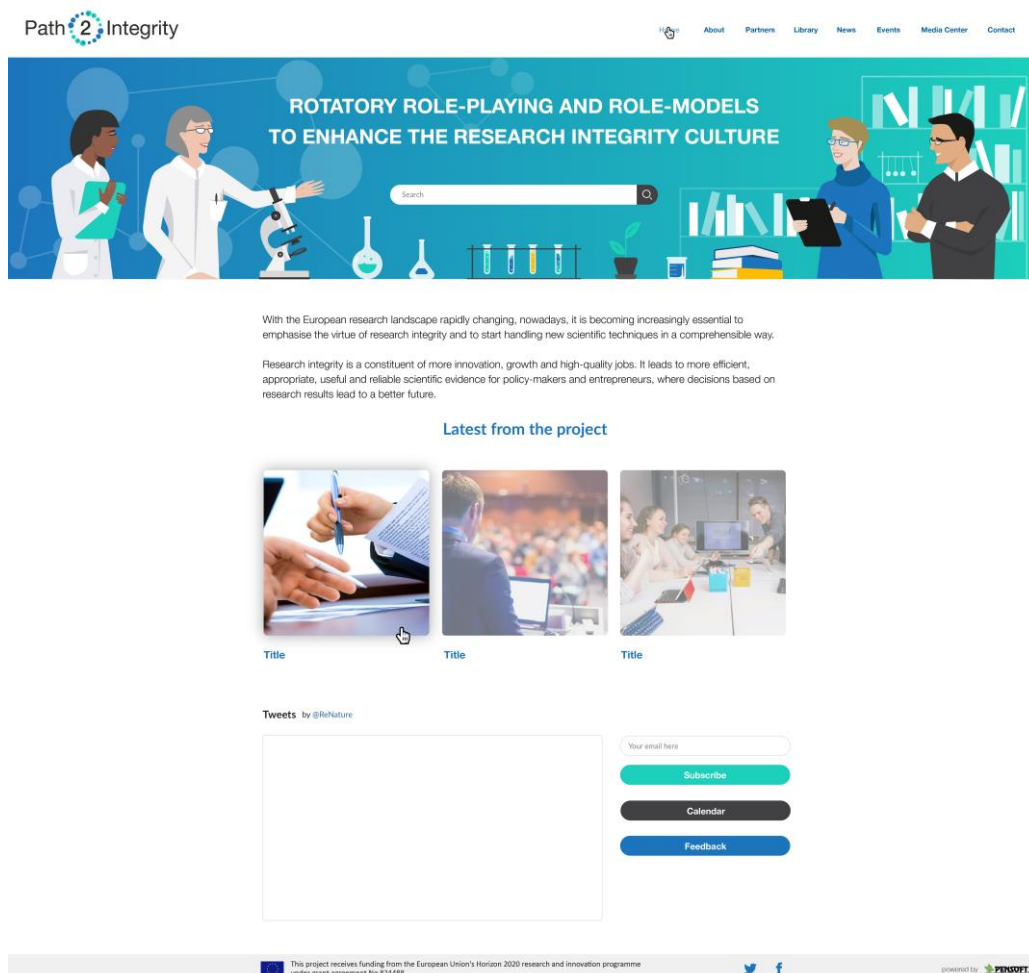 Path 2 Integrity
Home About Partners Library News Events Media Center Contact
ROTATORY ROLE-PLAYING AND ROLE-MODELS
TO ENHANCE THE RESEARCH INTEGRITY CULTURE
Search
With the European research landscape rapidly changing, nowadays, it is becoming increasingly essential to
emphasise the virtue of research integrity and to start handling new scientific techniques in a comprehensible way.
Research integrity is a constituent of more innovation, growth and high-quality jobs. It leads to more efficient,
appropriate, useful and reliable scientific evidence for policy-makers and entrepreneurs, where decisions based on
research results lead to a better future.
Latest from the project
Title Title Title
Tweets by @ReNature
Your email here
Subscribe
Calendar
Feedback
This project receives funding from the European Union's Horizon 2020 research and innovation programme
under grant agreement No 824488
powered by PENSOFT